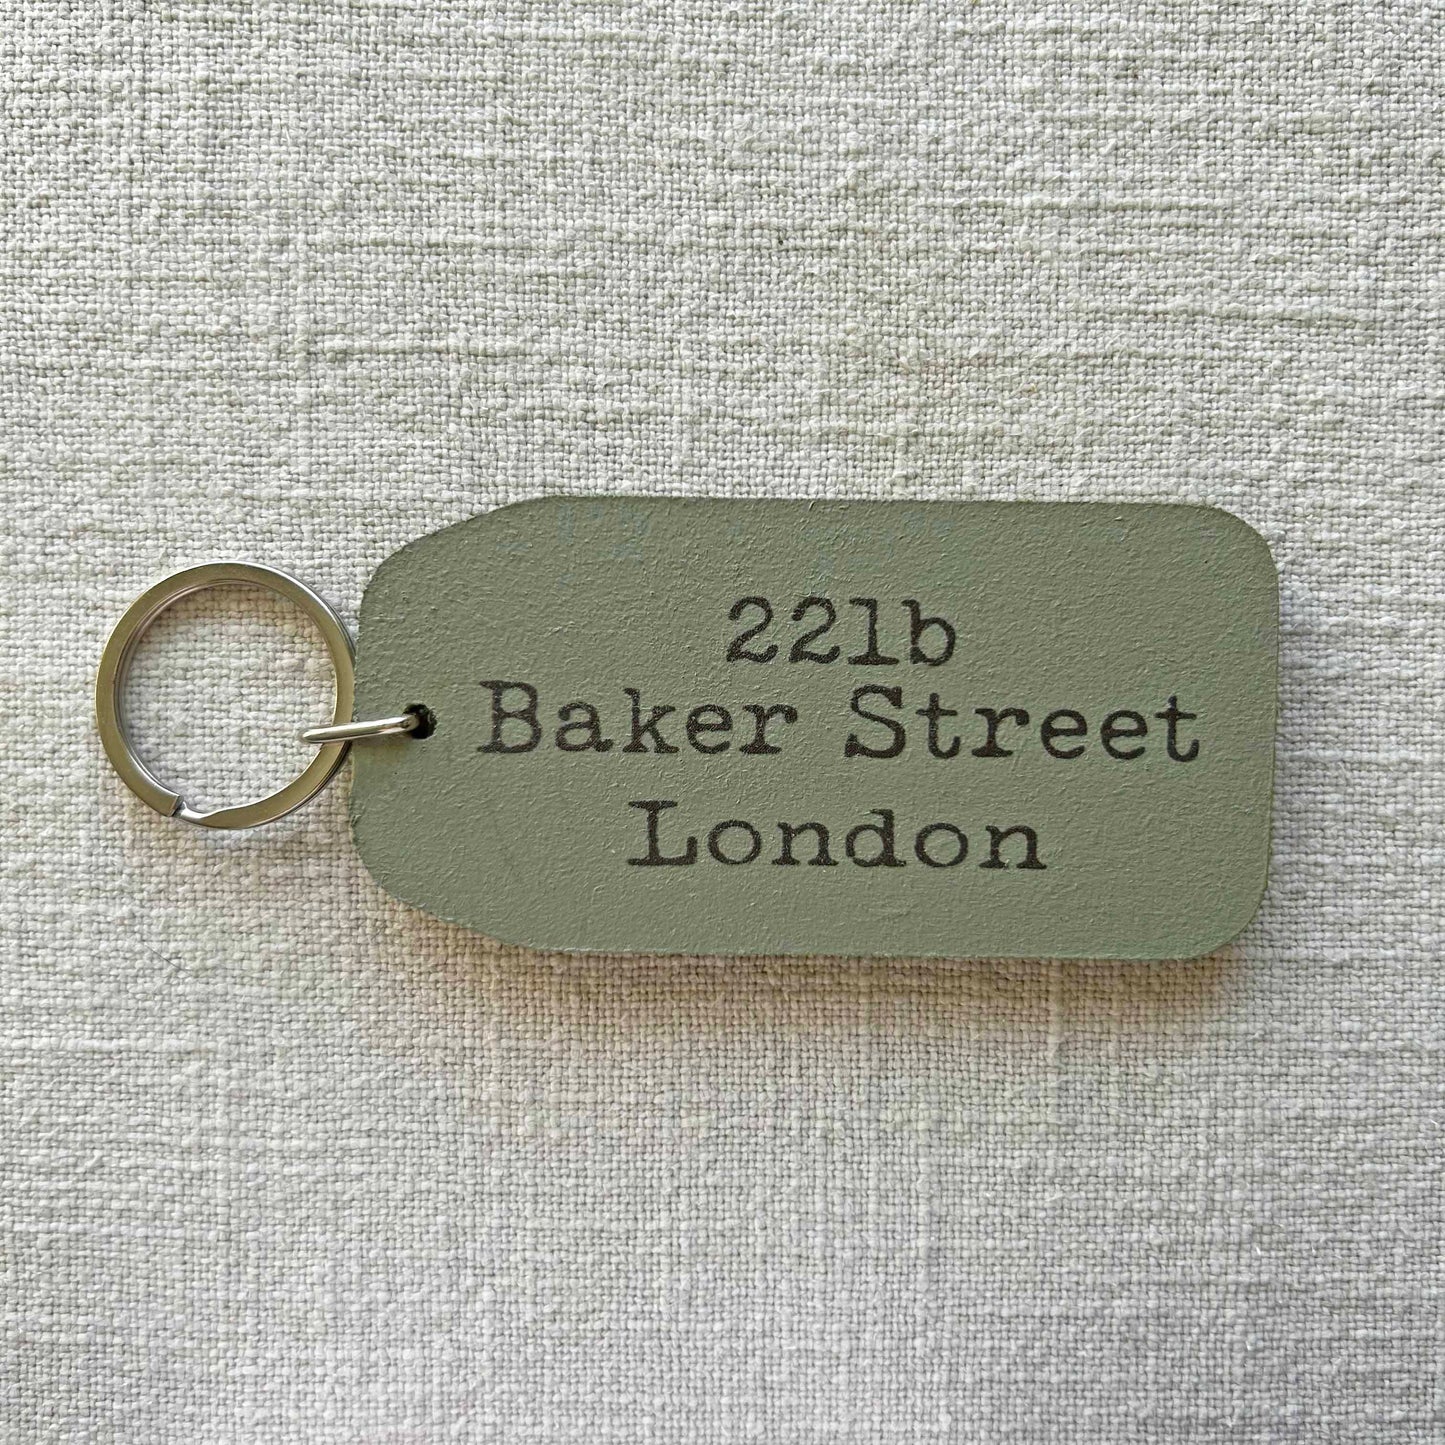 221b
Baker Street
London